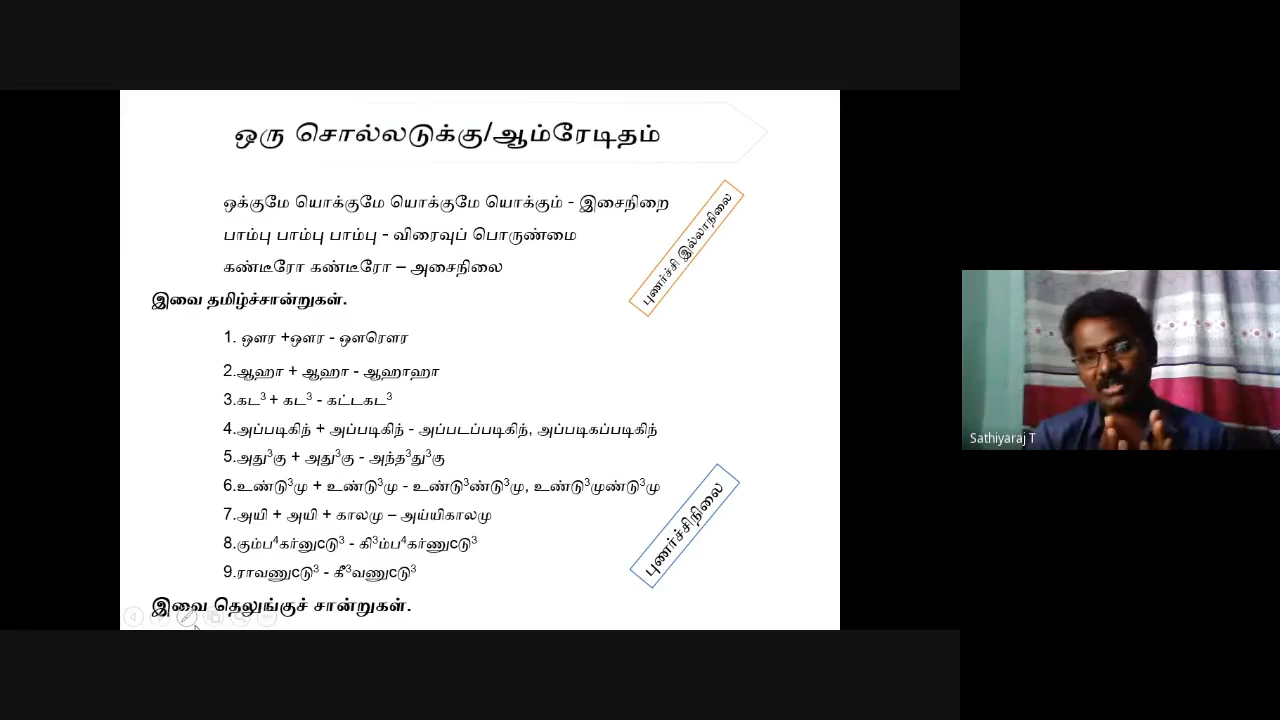 ஒரு சொல்லடுக்கு/ஆம்ரேடிதம்
ஒக்குமே யொக்குமே யொக்குமே யொக்கும் - இசைநிறை
பாம்பு பாம்பு பாம்பு - விரைவுப் பொருண்மை
கண்டீரோ கண்டீரோ – அசைநிலை
புணர்ச்சி இல்லாநிலை
இவை தமிழ்ச்சான்றுகள்.
1. ஔர +ஔர - ஔரௌர
2.ஆஹா + ஆஹா - ஆஹாஹா
3.கட³ + கட³ - கட்டகட³
4.அப்படிகிந் + அப்படிகிந் - அப்படப்படிகிந், அப்படிகப்படிகிந்
5.அது³கு + அது³கு - அந்த³து³கு
6.உண்டு³மு + உண்டு³மு - உண்டு³ண்டு³மு, உண்டு³முண்டு³மு
7.அயி + அயி + காலமு – அய்யிகாலமு
8.கும்ப⁴கர்னுcடு³ - கி³ம்ப⁴கர்ணுcடு³
9.ராவணுcடு³ - கீ³வணுcடு³
புணர்ச்சிநிலை
இவை தெலுங்குச் சான்றுகள்.
Sathiyaraj T